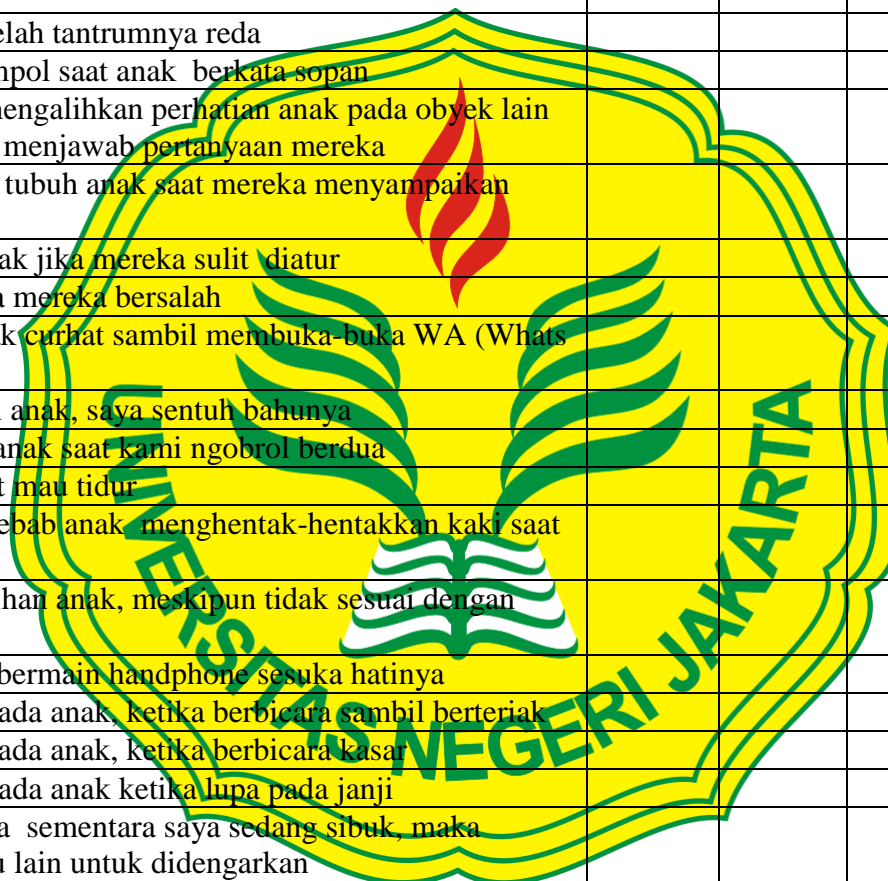 elah tantrumnya reda
npol saat anak berkata sopan
mengalihkan perhatian anak pada obyek lain
menjawab pertanyaan mereka
tubuh anak saat mereka menyampaikan
ak jika mereka sulit diatur
a mereka bersalah
ak curhat sambil membuka-buka WA (Whats
anak, saya sentuh bahunya
anak saat kami ngobrol berdua
t mau tidur
ebab anak menghentak-hentakkan kaki saat
ihan anak, meskipun tidak sesuai dengan
bermain handphone sesuka hatinya
ada anak, ketika berbicara sambil berteriak
ada anak, ketika berbicara kasar
ada anak ketika lupa pada janji
a sementara saya sedang sibuk, maka
u lain untuk didengarkan
UNIVERSITAS NEGERI JAKARTA